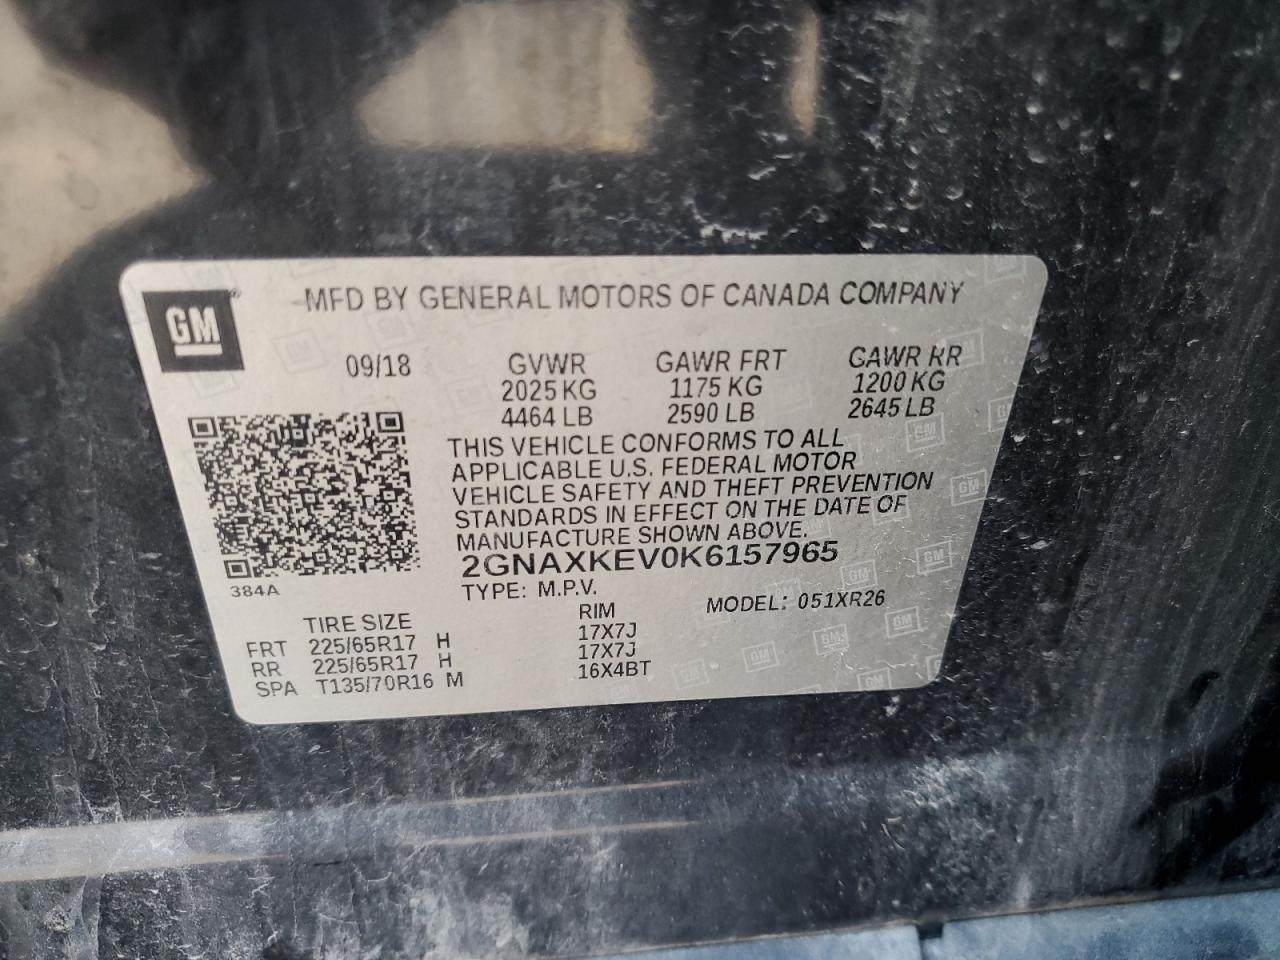 GM
MFD BY GENERAL MOTORS OF CANADA COMPANY
09/18 GVWR GAWR FRT GAWR RR
2025 KG 1175 KG 1200 KG
4464 LB 2590 LB 2645 LB
THIS VEHICLE CONFORMS TO ALL
APPLICABLE U.S. FEDERAL MOTOR
VEHICLE SAFETY AND THEFT PREVENTION
STANDARDS IN EFFECT ON THE DATE OF
MANUFACTURE SHOWN ABOVE.
2GNAXKEV0K6157965
384A
TYPE: M.P.V.
MODEL: 051XR26
TIRE SIZE RIM
FRT 225/65R17 H 17X7J
RR 225/65R17 H 17X7J
SPA T135/70R16 M 16X4BT